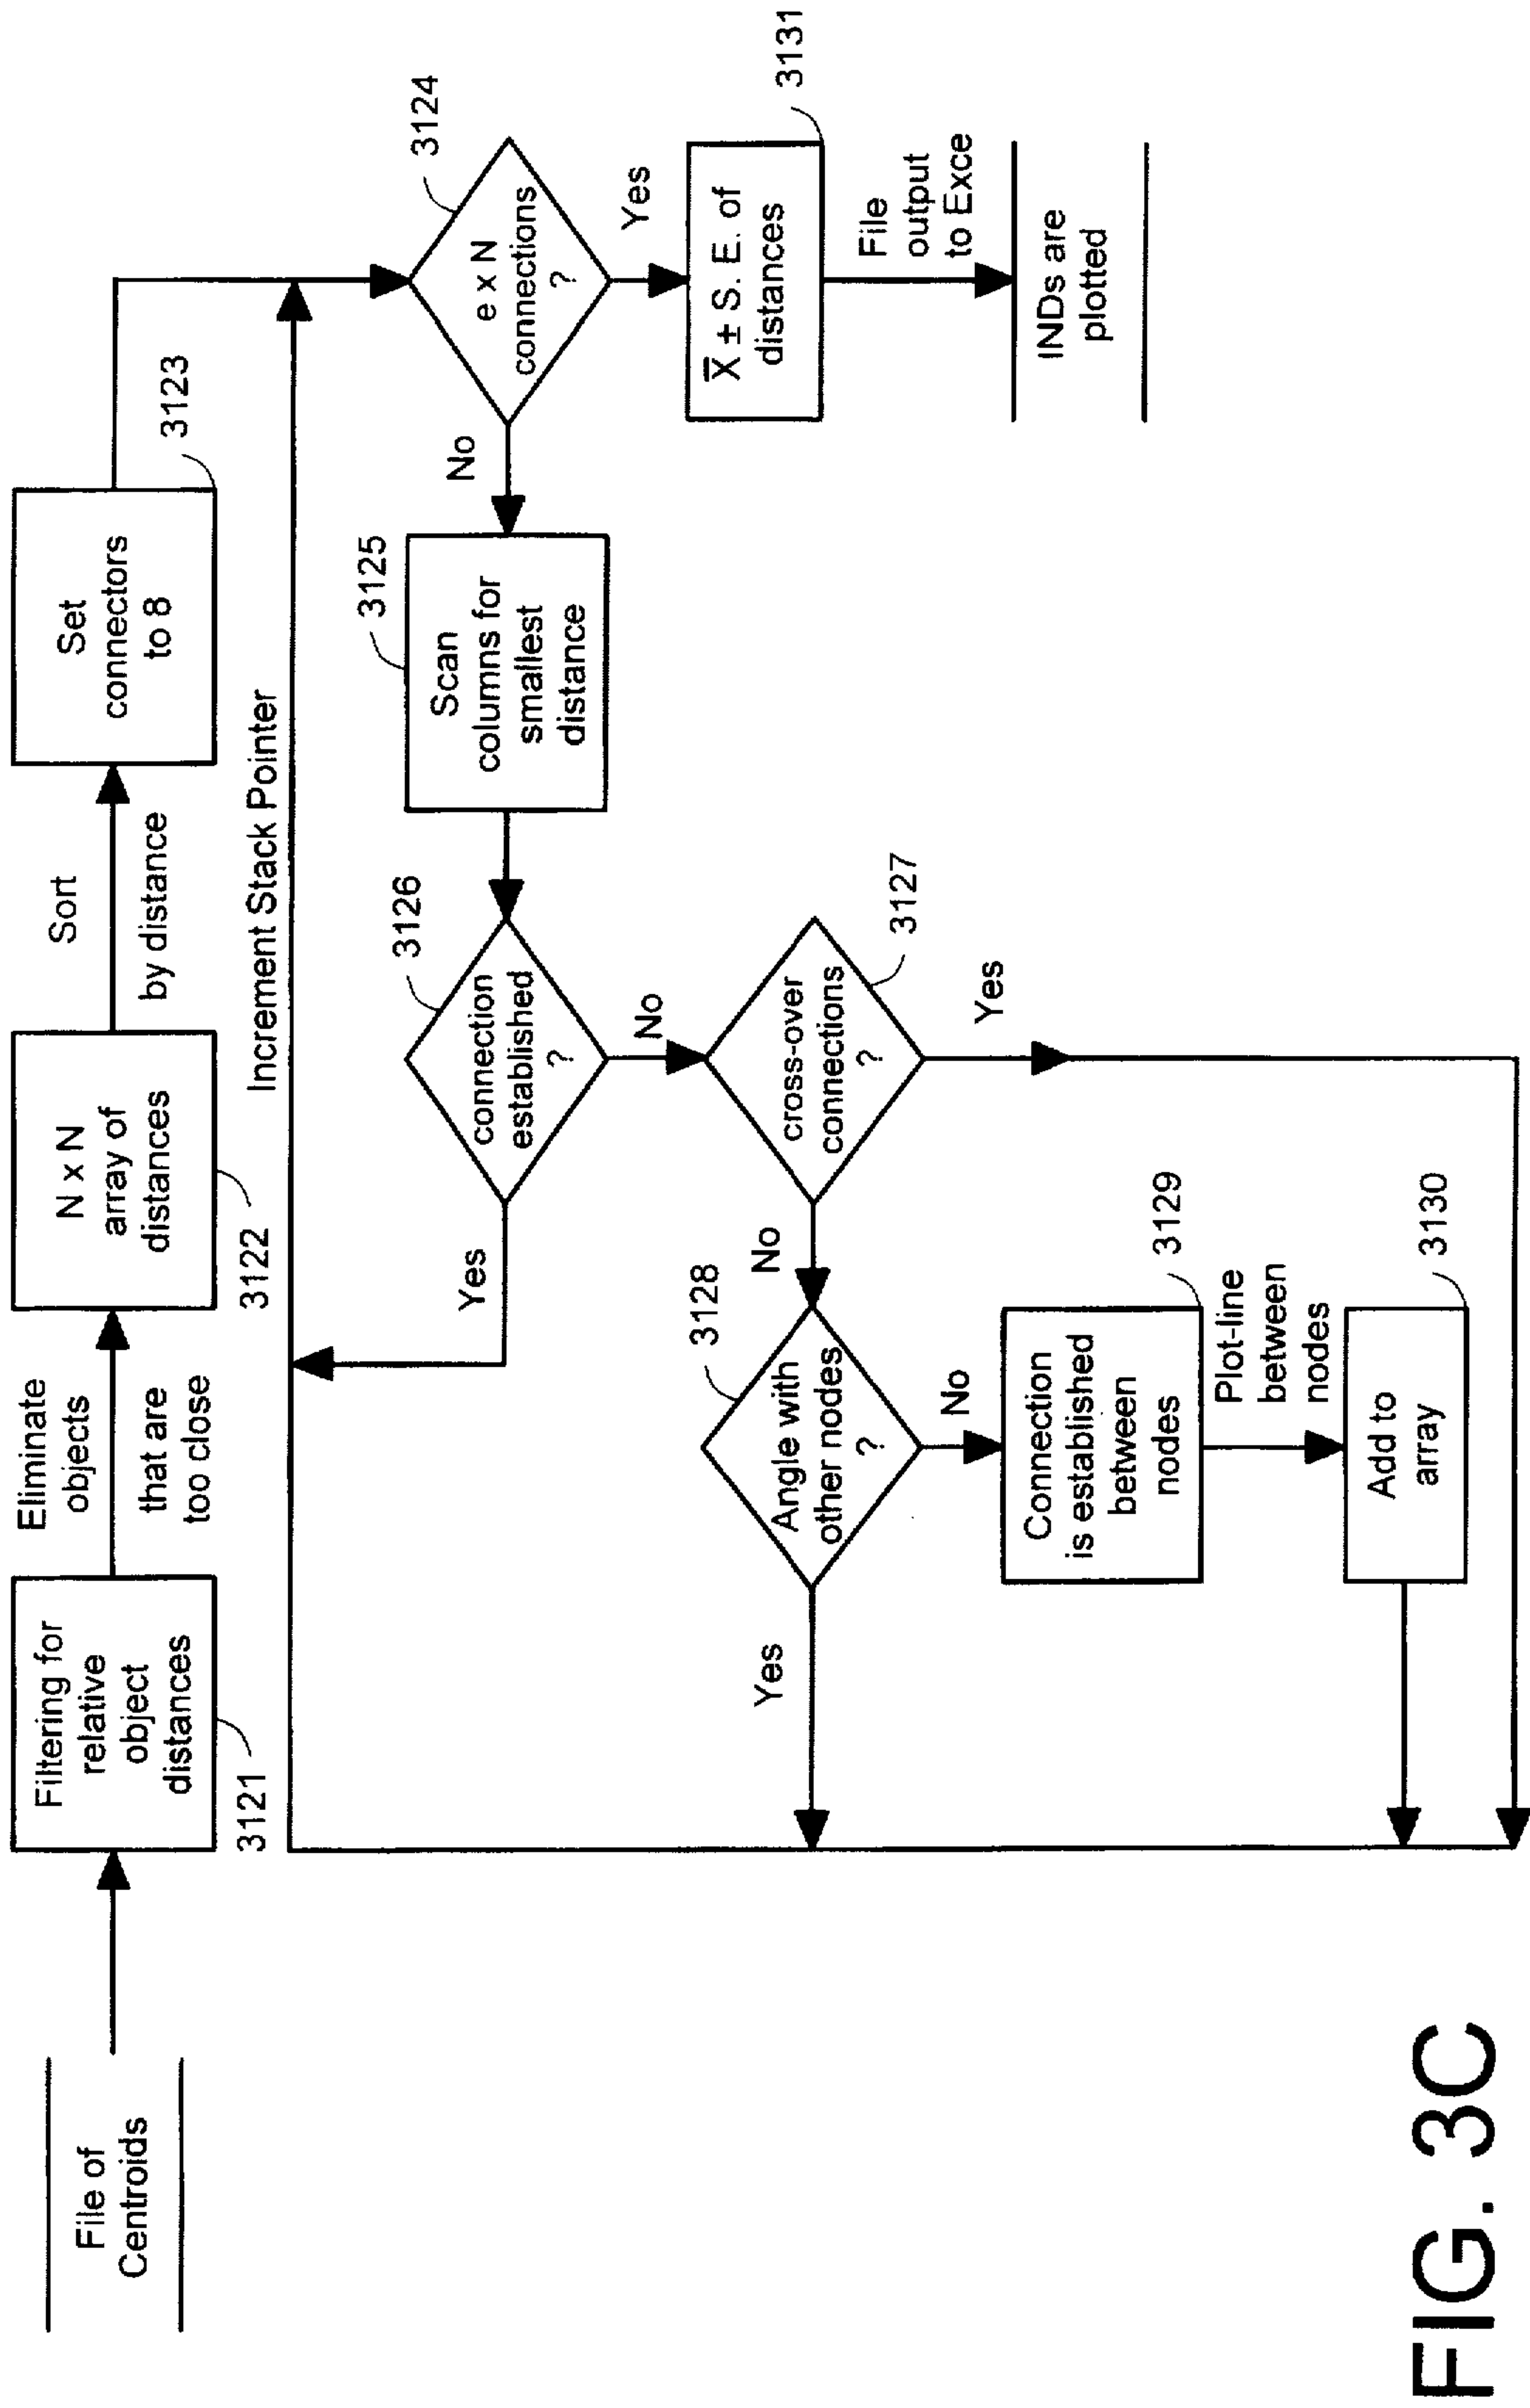 File of
Centroids
Filtering for
relative
object
distances
3121
Eliminate
objects
that are
too close
N x N
array of
distances
3122
Sort
by distance
Set
connectors
to 8
3123
Increment Stack Pointer
e x N
connections
?
3124
No
Yes
Scan
columns for
smallest
distance
3125
connection
established
?
3126
Yes
No
cross-over
connections
?
3127
Yes
No
Angle with
other nodes
?
3128
Yes
No
Connection
is established
between
nodes
3129
Plot-line
between
nodes
Add to
array
3130
X̅ ± S. E. of
distances
3131
File
output
to Exce
INDs are
plotted
FIG. 3C